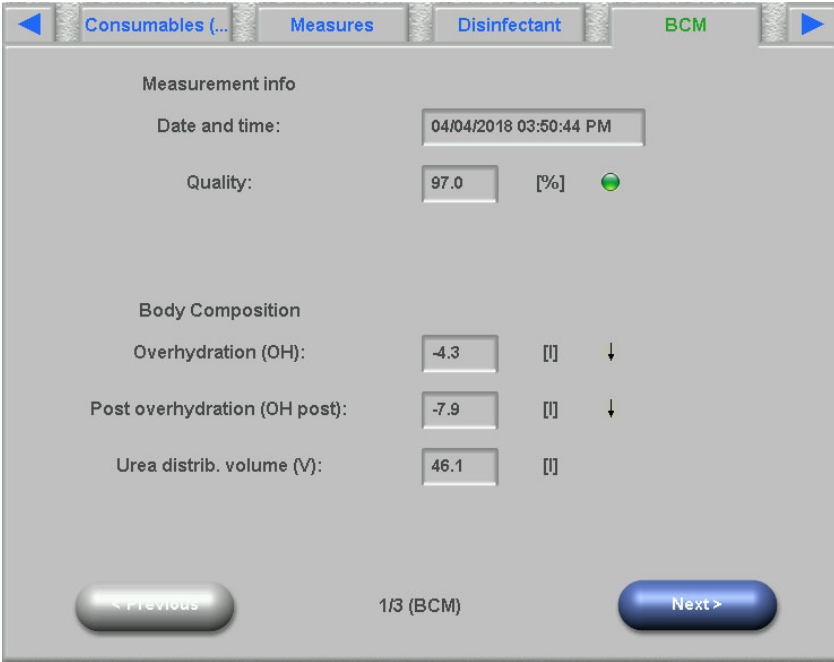 Consumables (... Measures Disinfectant BCM
Measurement info
Date and time: 04/04/2018 03:50:44 PM
Quality: 97.0 [%]
Body Composition
Overhydration (OH): -4.3 [l]
Post overhydration (OH post): -7.9 [l]
Urea distrib. volume (V): 46.1 [l]
< Previous 1/3 (BCM) Next >